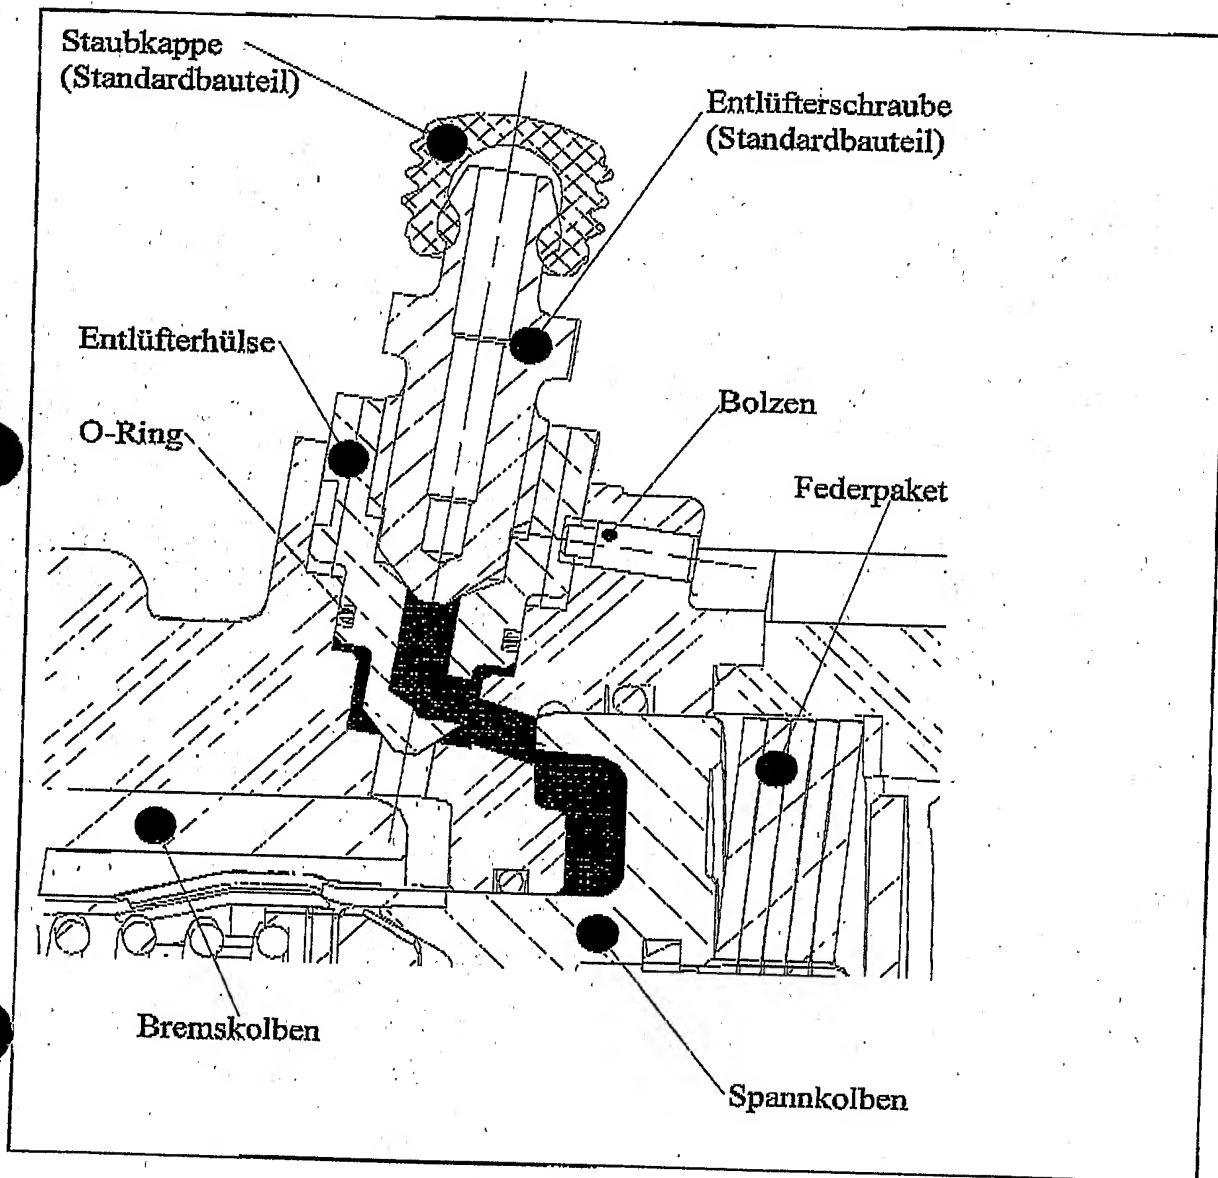 Staubkappe
(Standardbauteil)
Entlüfterschraube
(Standardbauteil)
Entlüfterhülse
O-Ring
Bolzen
Federpaket
Bremskolben
Spannkolben